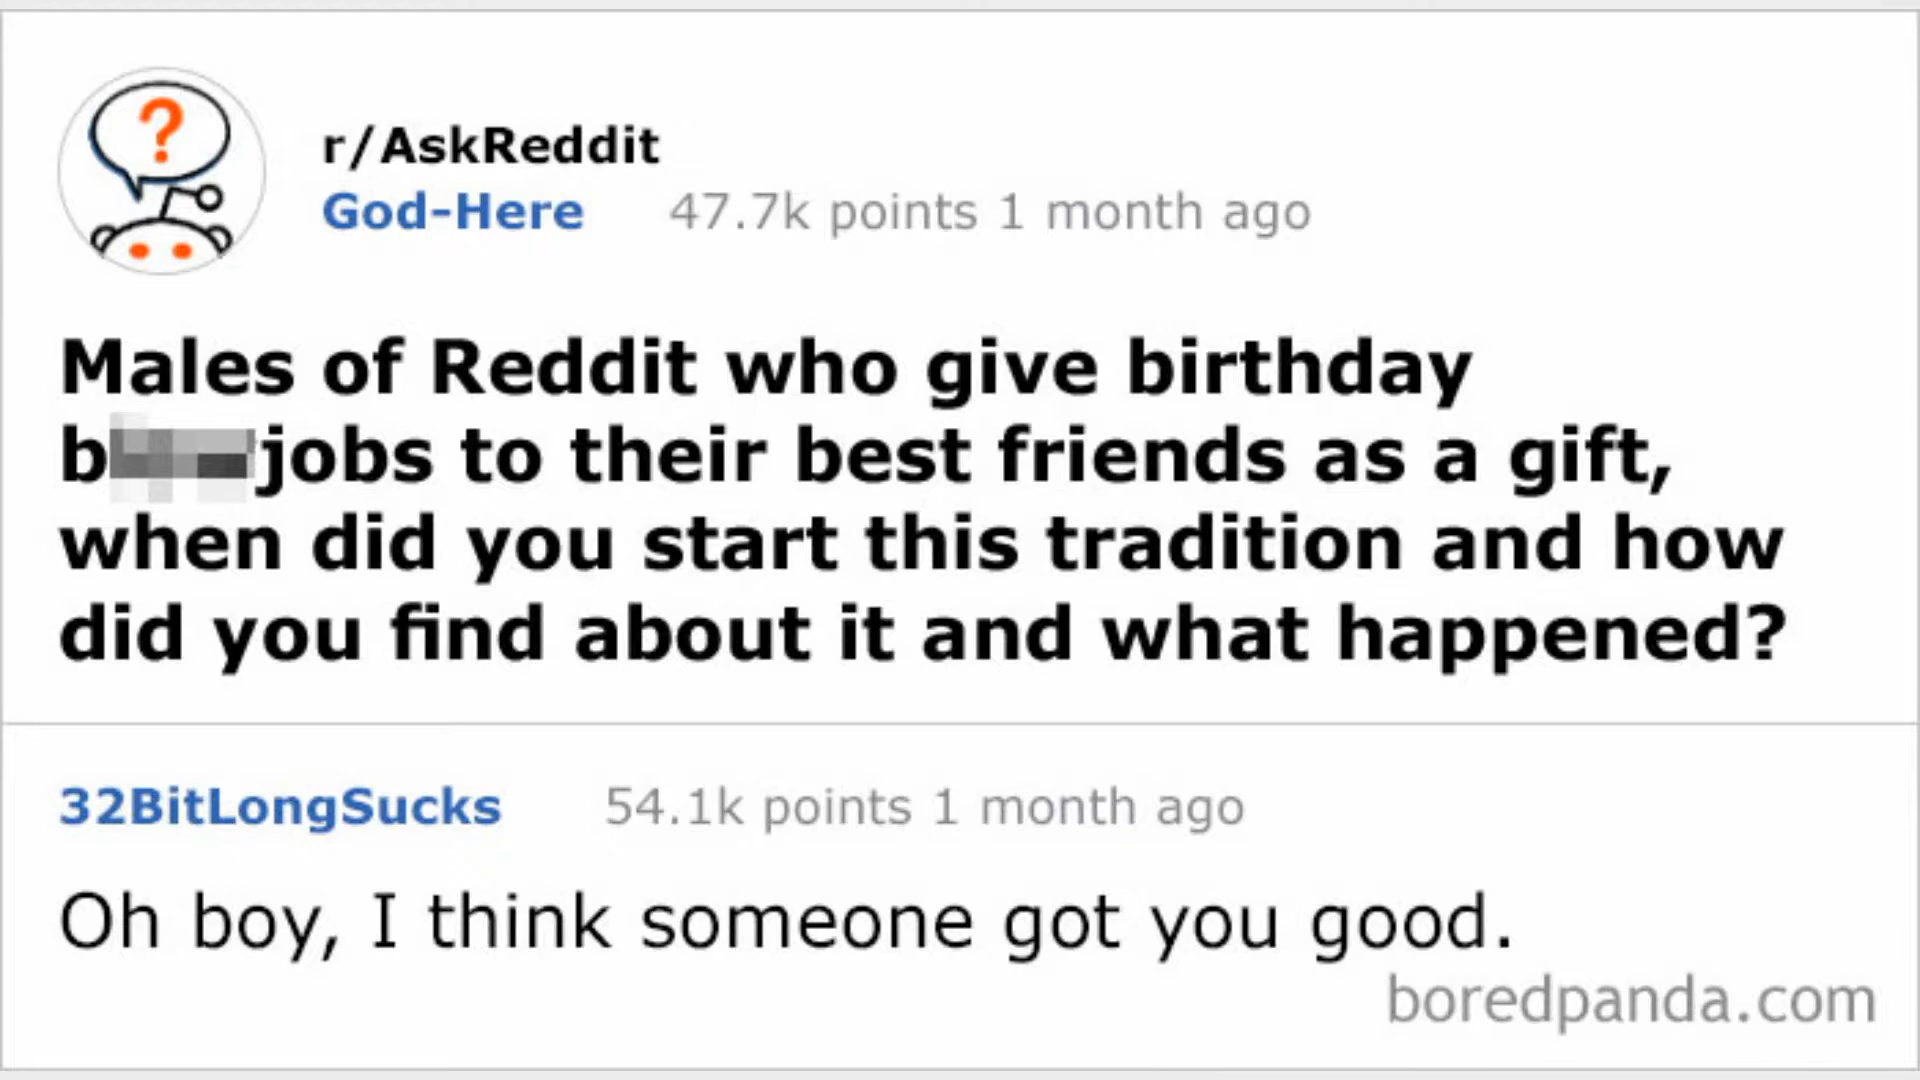 ?
r/AskReddit
God-Here 47.7k points 1 month ago
Males of Reddit who give birthday
b jobs to their best friends as a gift,
when did you start this tradition and how
did you find about it and what happened?
32BitLongSucks 54.1k points 1 month ago
Oh boy, I think someone got you good.
boredpanda.com